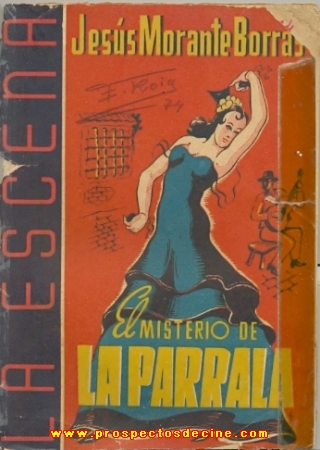 LA ESCENA
Jesús Morante Borrás
El MISTERIO DE
LA PARRALA
www.prospectosdecine.com